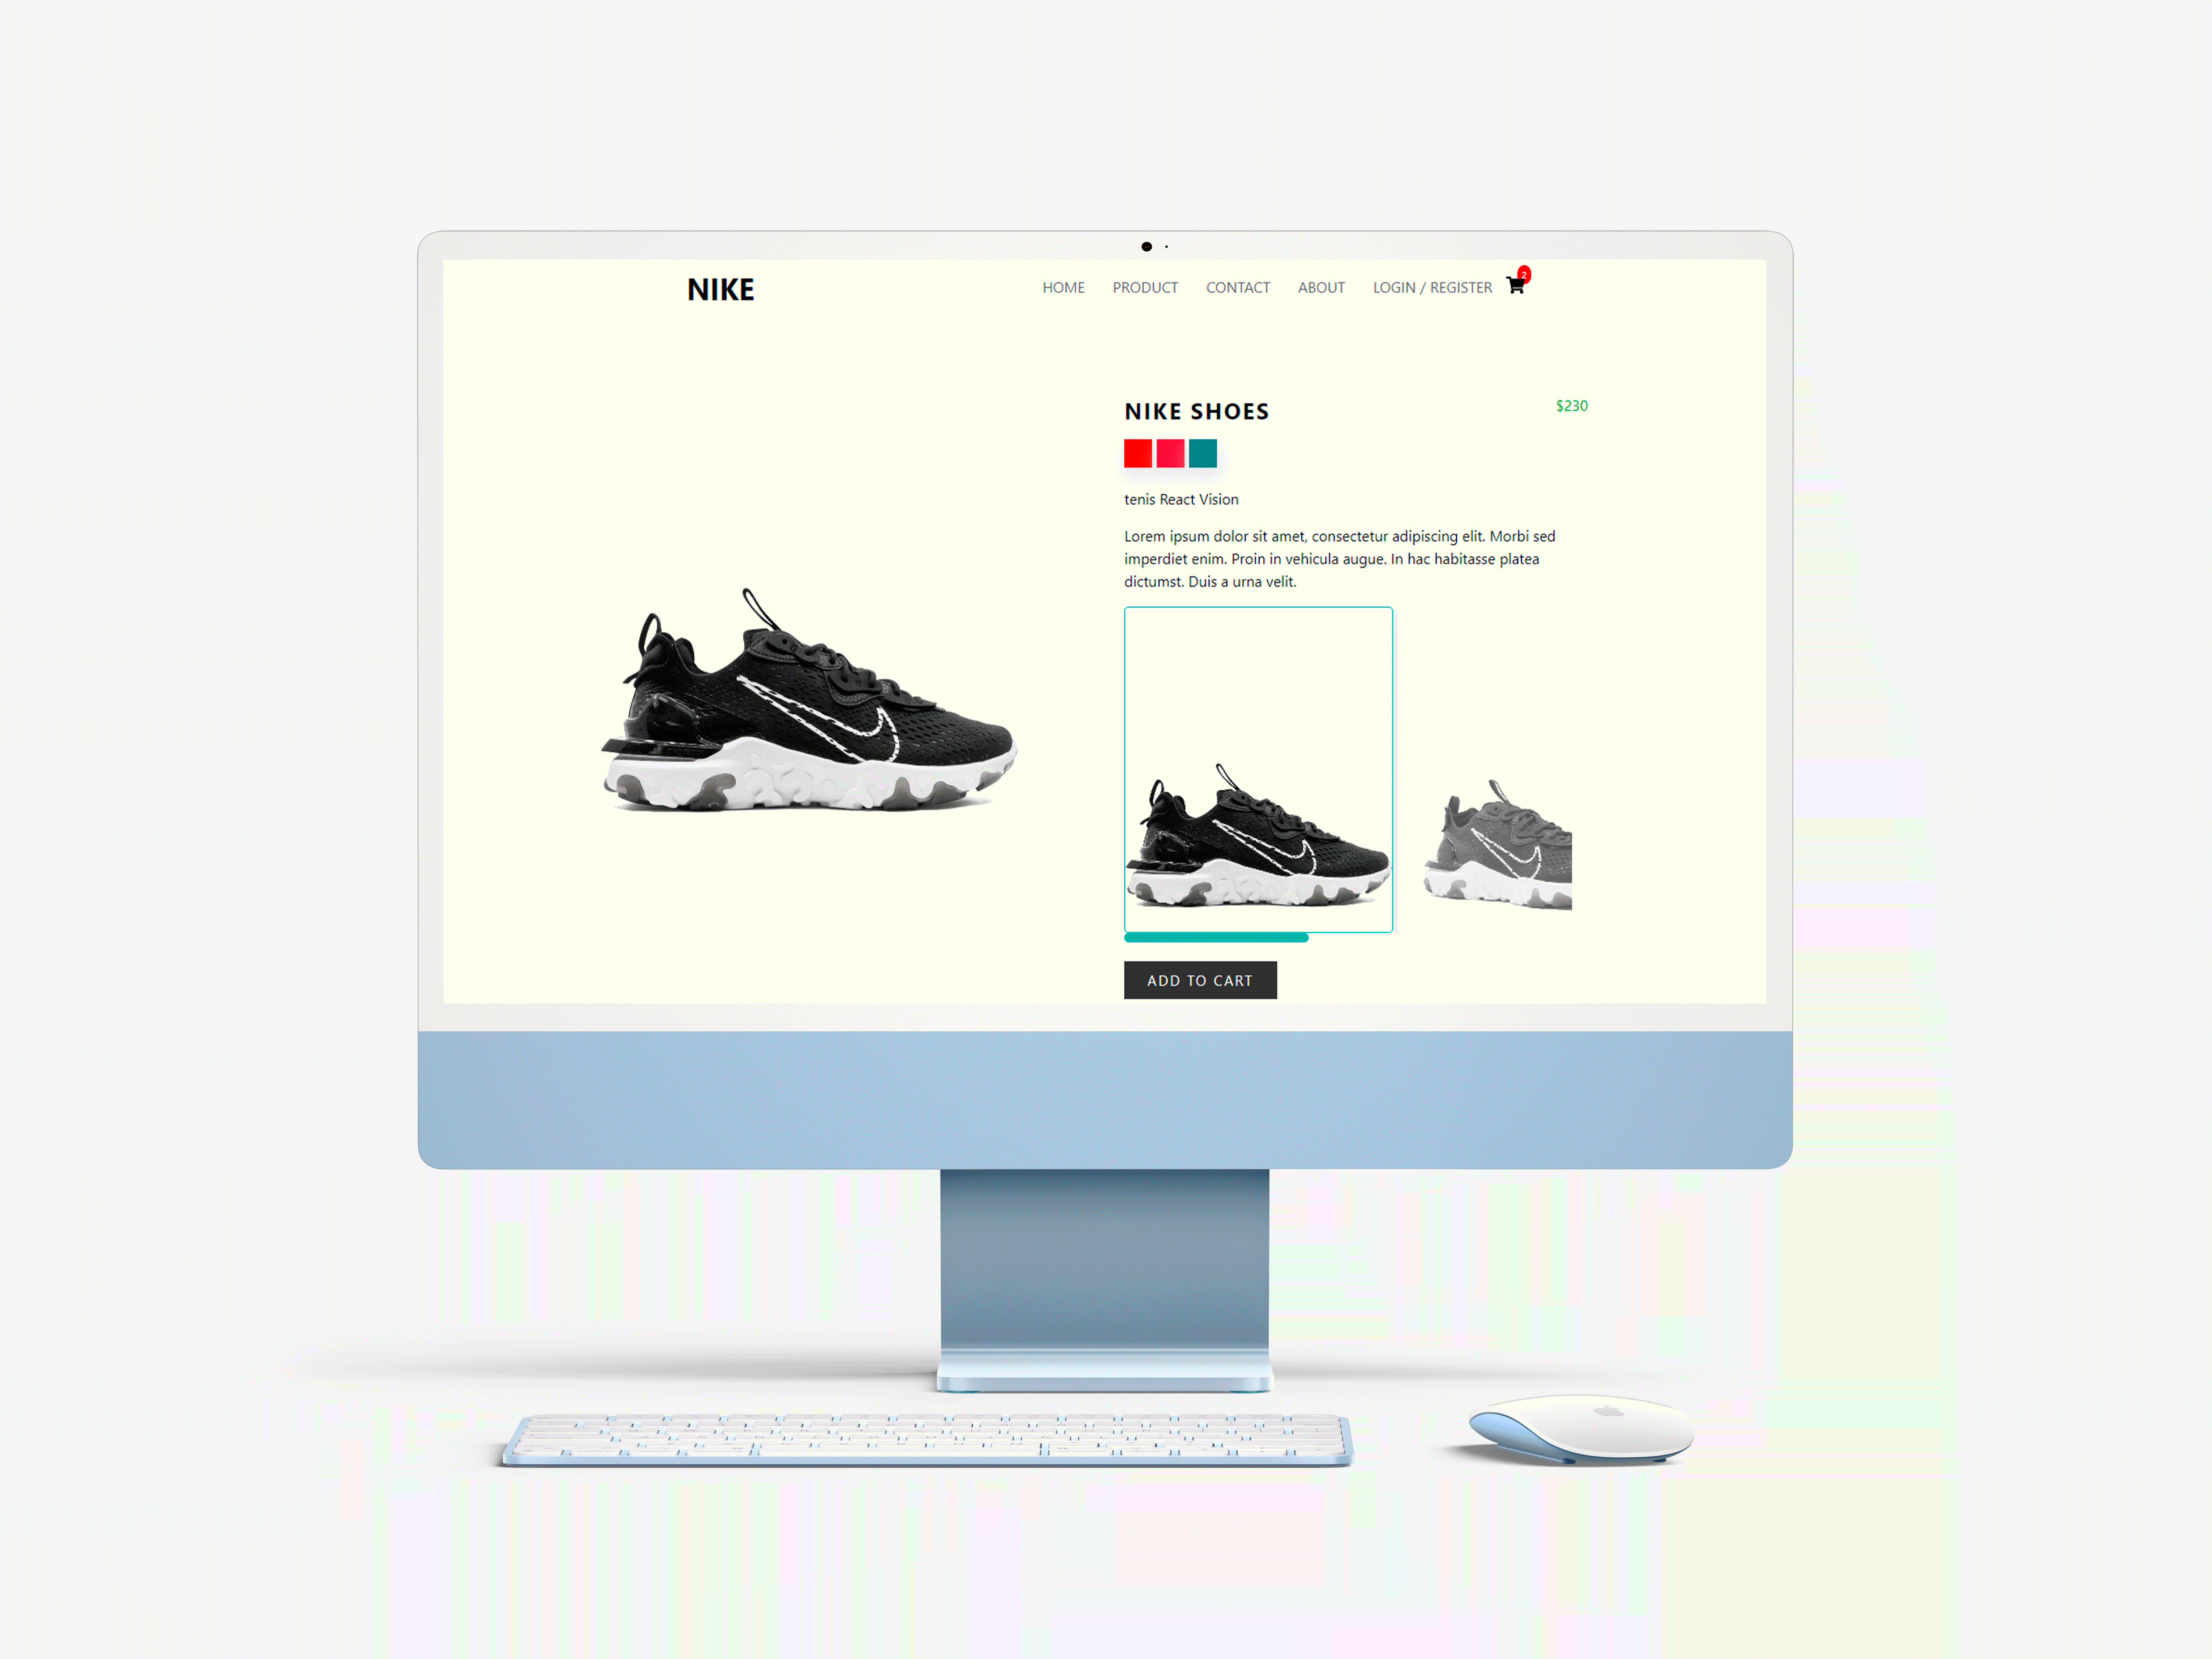 NIKE
HOME PRODUCT CONTACT ABOUT LOGIN / REGISTER 2
NIKE SHOES $230
tenis React Vision
Lorem ipsum dolor sit amet, consectetur adipiscing elit. Morbi sed
imperdiet enim. Proin in vehicula augue. In hac habitasse platea
dictumst. Duis a urna velit.
ADD TO CART